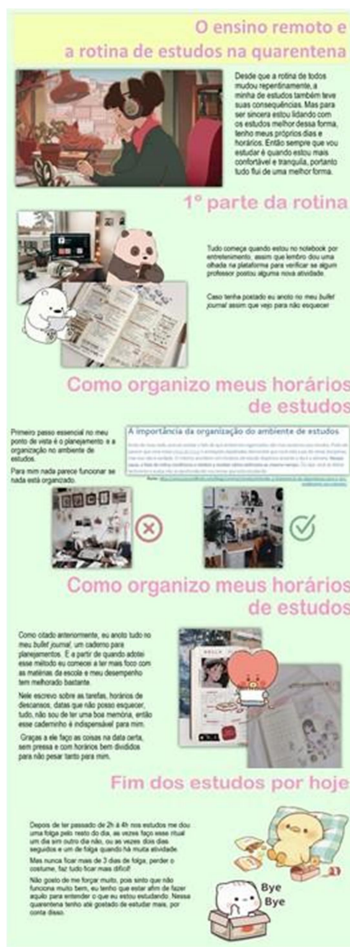 O ensino remoto e
a rotina de estudos na quarentena
Desde que a rotina de todos
mudou repentinamente, a
minha de estudos também teve
suas consequências. Mas para
ser sincera estou lidando com
os estudos melhor dessa forma,
tenho meus próprios dias e
horários. Então sempre que vou
estudar é quando estou mais
confortável e tranquila, portanto
tudo flui de uma melhor forma.
1º parte da rotina
Tudo começa quando estou no notebook por
entretenimento, assim que lembro dou uma
olhada na plataforma para verificar se algum
professor postou alguma nova atividade.
Caso tenha postado eu anoto no meu bullet
journal assim que vejo para não esquecer
Como organizo meus horários
de estudos
Primeiro passo essencial no meu
ponto de vista é o planejamento e a
organização no ambiente de
estudos.
Para mim nada parece funcionar se
nada está organizado.
A importância da organização do ambiente de estudos
Como organizo meus horários
de estudos
Como citado anteriormente, eu anoto tudo no
meu bullet journal, um caderno para
planejamentos. E a partir de quando adotei
esse método eu comecei a ter mais foco com
as matérias da escola e meu desempenho
tem melhorado bastante.
Nele escrevo sobre as tarefas, horários de
descansos, datas que não posso esquecer,
tudo, não sou de ter uma boa memória, então
esse caderninho é indispensável para mim.
Graças a ele faço as coisas na data certa,
sem pressa e com horários bem divididos
para não pesar tanto para mim.
Fim dos estudos por hoje
Depois de ter passado de 2h à 4h nos estudos me dou
uma folga pelo resto do dia, as vezes faço esse ritual
um dia sim outro dia não, ou as vezes dois dias
seguidos e um de folga quando há muita atividade.
Mas nunca ficar mais de 3 dias de folga, perder o
costume, faz tudo ficar mais difícil!
Não gosto de me forçar muito, pois sinto que não
funciona muito bem, eu tenho que estar afim de fazer
aquilo para entender o que eu estou estudando. Nessa
quarentena tenho até gostado de estudar mais, por
conta disso.
Bye
Bye